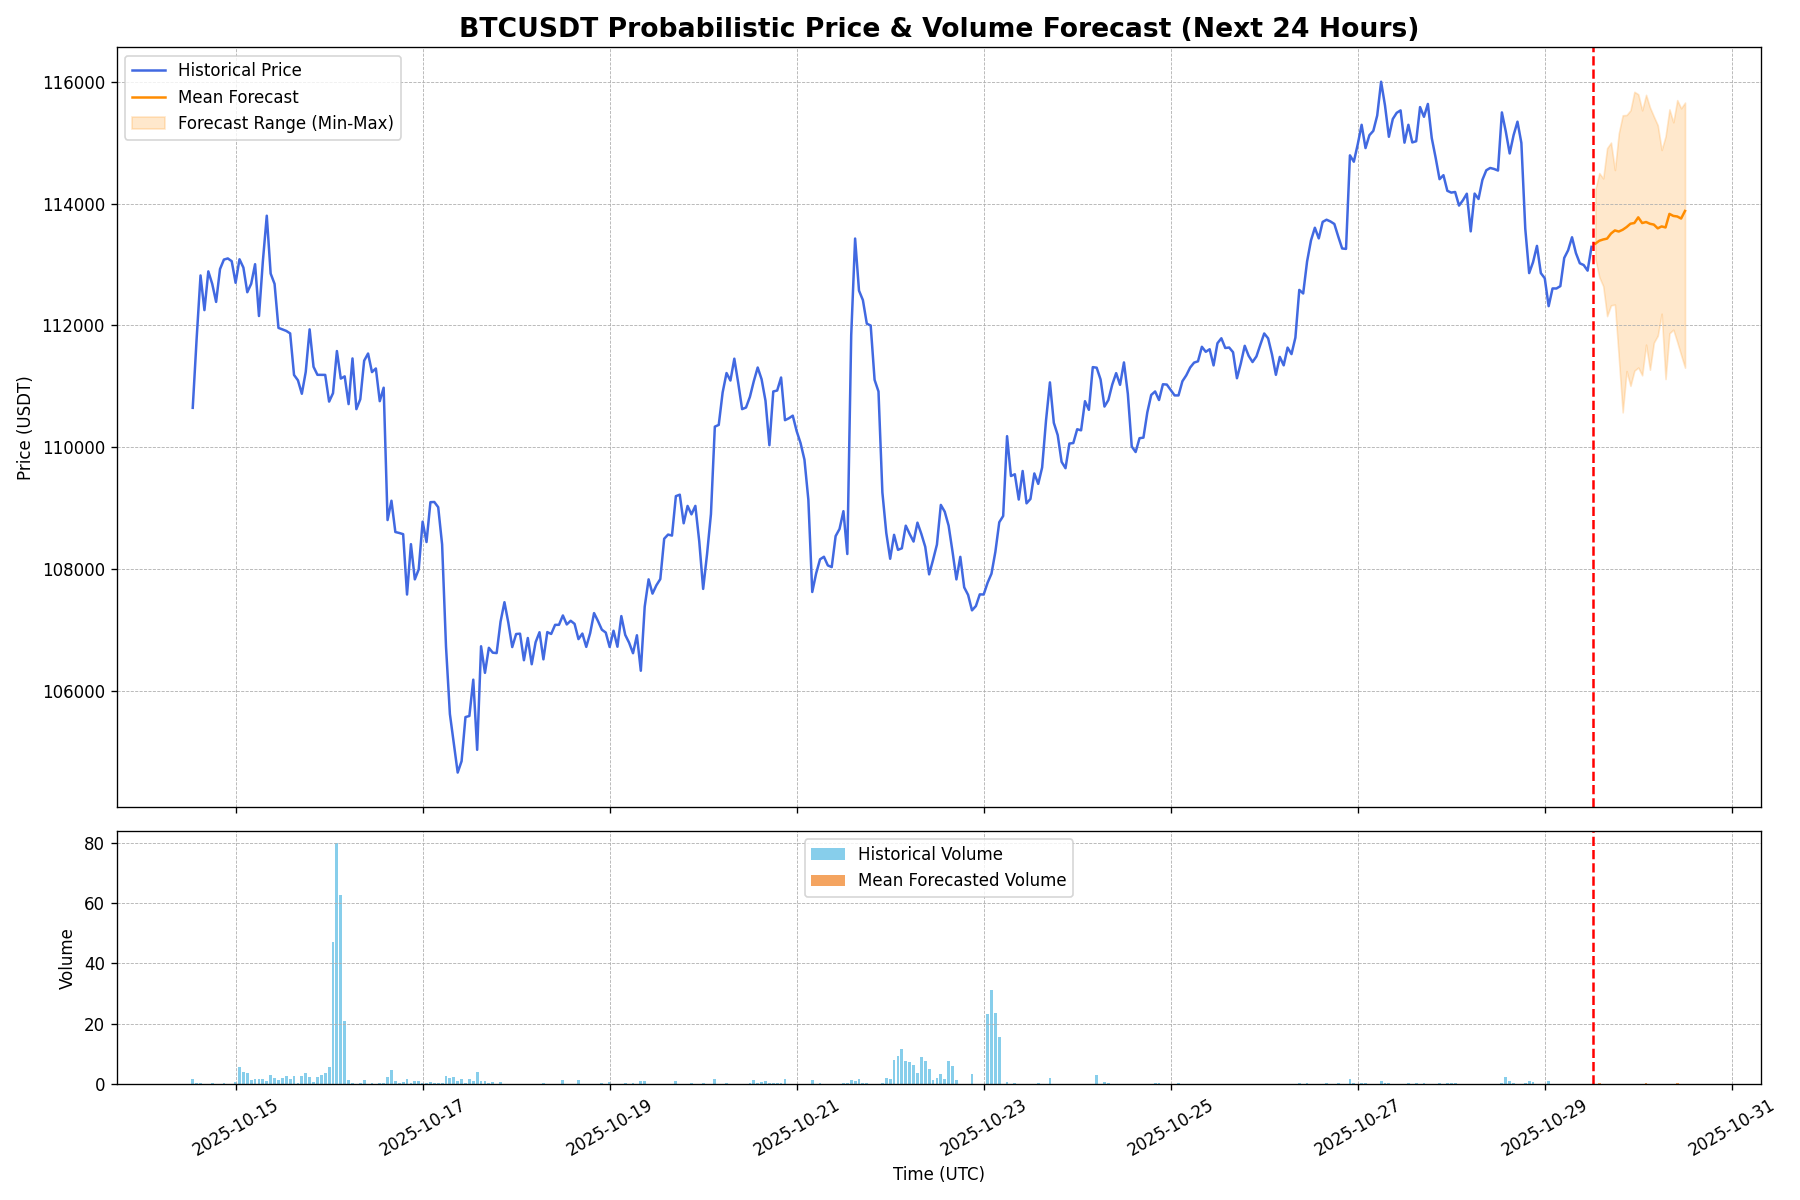 BTCUSDT Probabilistic Price & Volume Forecast (Next 24 Hours)
Historical Price
Mean Forecast
Forecast Range (Min-Max)
116000
114000
112000
110000
108000
106000
Price (USDT)
Historical Volume
Mean Forecasted Volume
80
60
40
20
0
Volume
2025-10-15
2025-10-17
2025-10-19
2025-10-21
2025-10-23
2025-10-25
2025-10-27
2025-10-29
2025-10-31
Time (UTC)